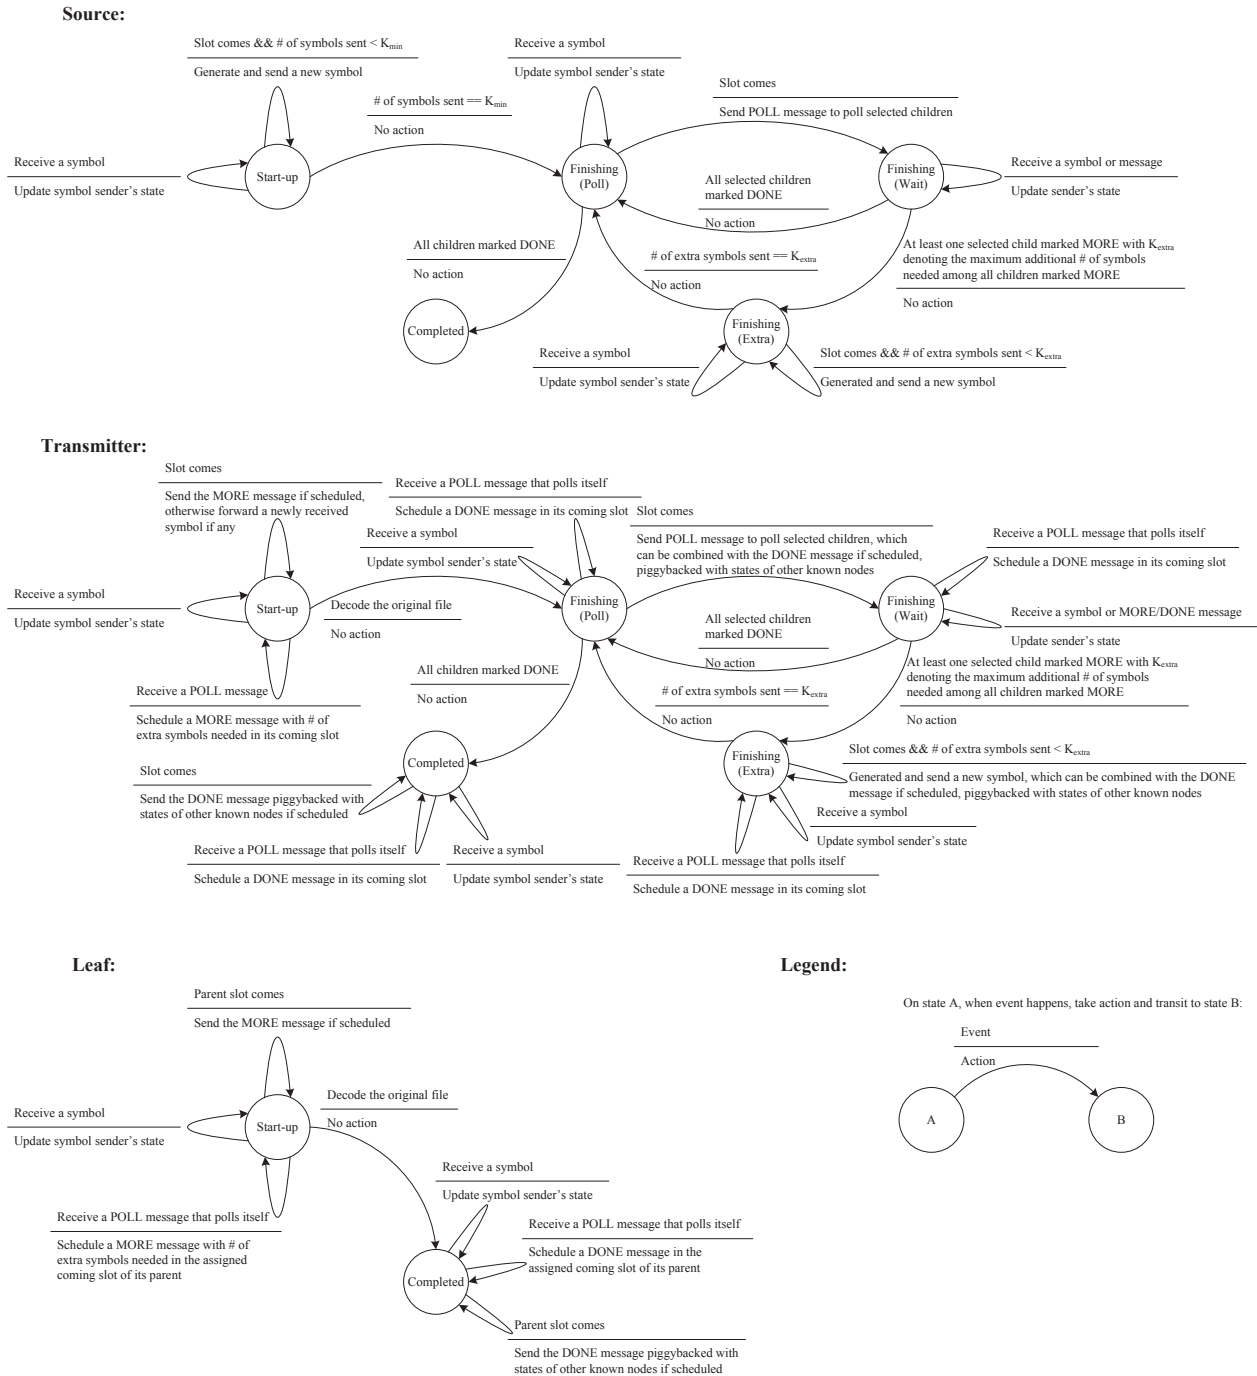 Source:
Slot comes && # of symbols sent < Kmin
Generate and send a new symbol
Receive a symbol
Update symbol sender's state
# of symbols sent == Kmin
No action
Slot comes
Send POLL message to poll selected children
Receive a symbol
Update symbol sender's state
Start-up
Finishing
(Poll)
Finishing
(Wait)
Receive a symbol or message
Update sender's state
All selected children
marked DONE
No action
All children marked DONE
No action
# of extra symbols sent == Kextra
No action
At least one selected child marked MORE with Kextra
denoting the maximum additional # of symbols
needed among all children marked MORE
No action
Completed
Finishing
(Extra)
Receive a symbol
Update symbol sender's state
Slot comes && # of extra symbols sent < Kextra
Generated and send a new symbol
Transmitter:
Slot comes
Send the MORE message if scheduled,
otherwise forward a newly received
symbol if any
Receive a POLL message that polls itself
Schedule a DONE message in its coming slot
Slot comes
Send POLL message to poll selected children, which
can be combined with the DONE message if scheduled,
piggybacked with states of other known nodes
Receive a symbol
Update symbol sender's state
Receive a POLL message that polls itself
Schedule a DONE message in its coming slot
Receive a symbol
Update symbol sender's state
Start-up
Decode the original file
No action
Finishing
(Poll)
Finishing
(Wait)
Receive a symbol or MORE/DONE message
Update sender's state
All selected children
marked DONE
No action
All children marked DONE
No action
# of extra symbols sent == Kextra
No action
At least one selected child marked MORE with Kextra
denoting the maximum additional # of symbols
needed among all children marked MORE
No action
Receive a POLL message
Schedule a MORE message with # of
extra symbols needed in its coming slot
Completed
Finishing
(Extra)
Slot comes && # of extra symbols sent < Kextra
Generated and send a new symbol, which can be combined with the DONE
message if scheduled, piggybacked with states of other known nodes
Slot comes
Send the DONE message piggybacked with
states of other known nodes if scheduled
Receive a symbol
Update symbol sender's state
Receive a POLL message that polls itself
Schedule a DONE message in its coming slot
Receive a symbol
Update symbol sender's state
Receive a POLL message that polls itself
Schedule a DONE message in its coming slot
Leaf:
Parent slot comes
Send the MORE message if scheduled
Receive a symbol
Update symbol sender's state
Start-up
Decode the original file
No action
Receive a POLL message that polls itself
Schedule a MORE message with # of
extra symbols needed in the assigned
coming slot of its parent
Receive a symbol
Update symbol sender's state
Receive a POLL message that polls itself
Schedule a DONE message in the
assigned coming slot of its parent
Completed
Parent slot comes
Send the DONE message piggybacked with
states of other known nodes if scheduled
Legend:
On state A, when event happens, take action and transit to state B:
Event
Action
A
B